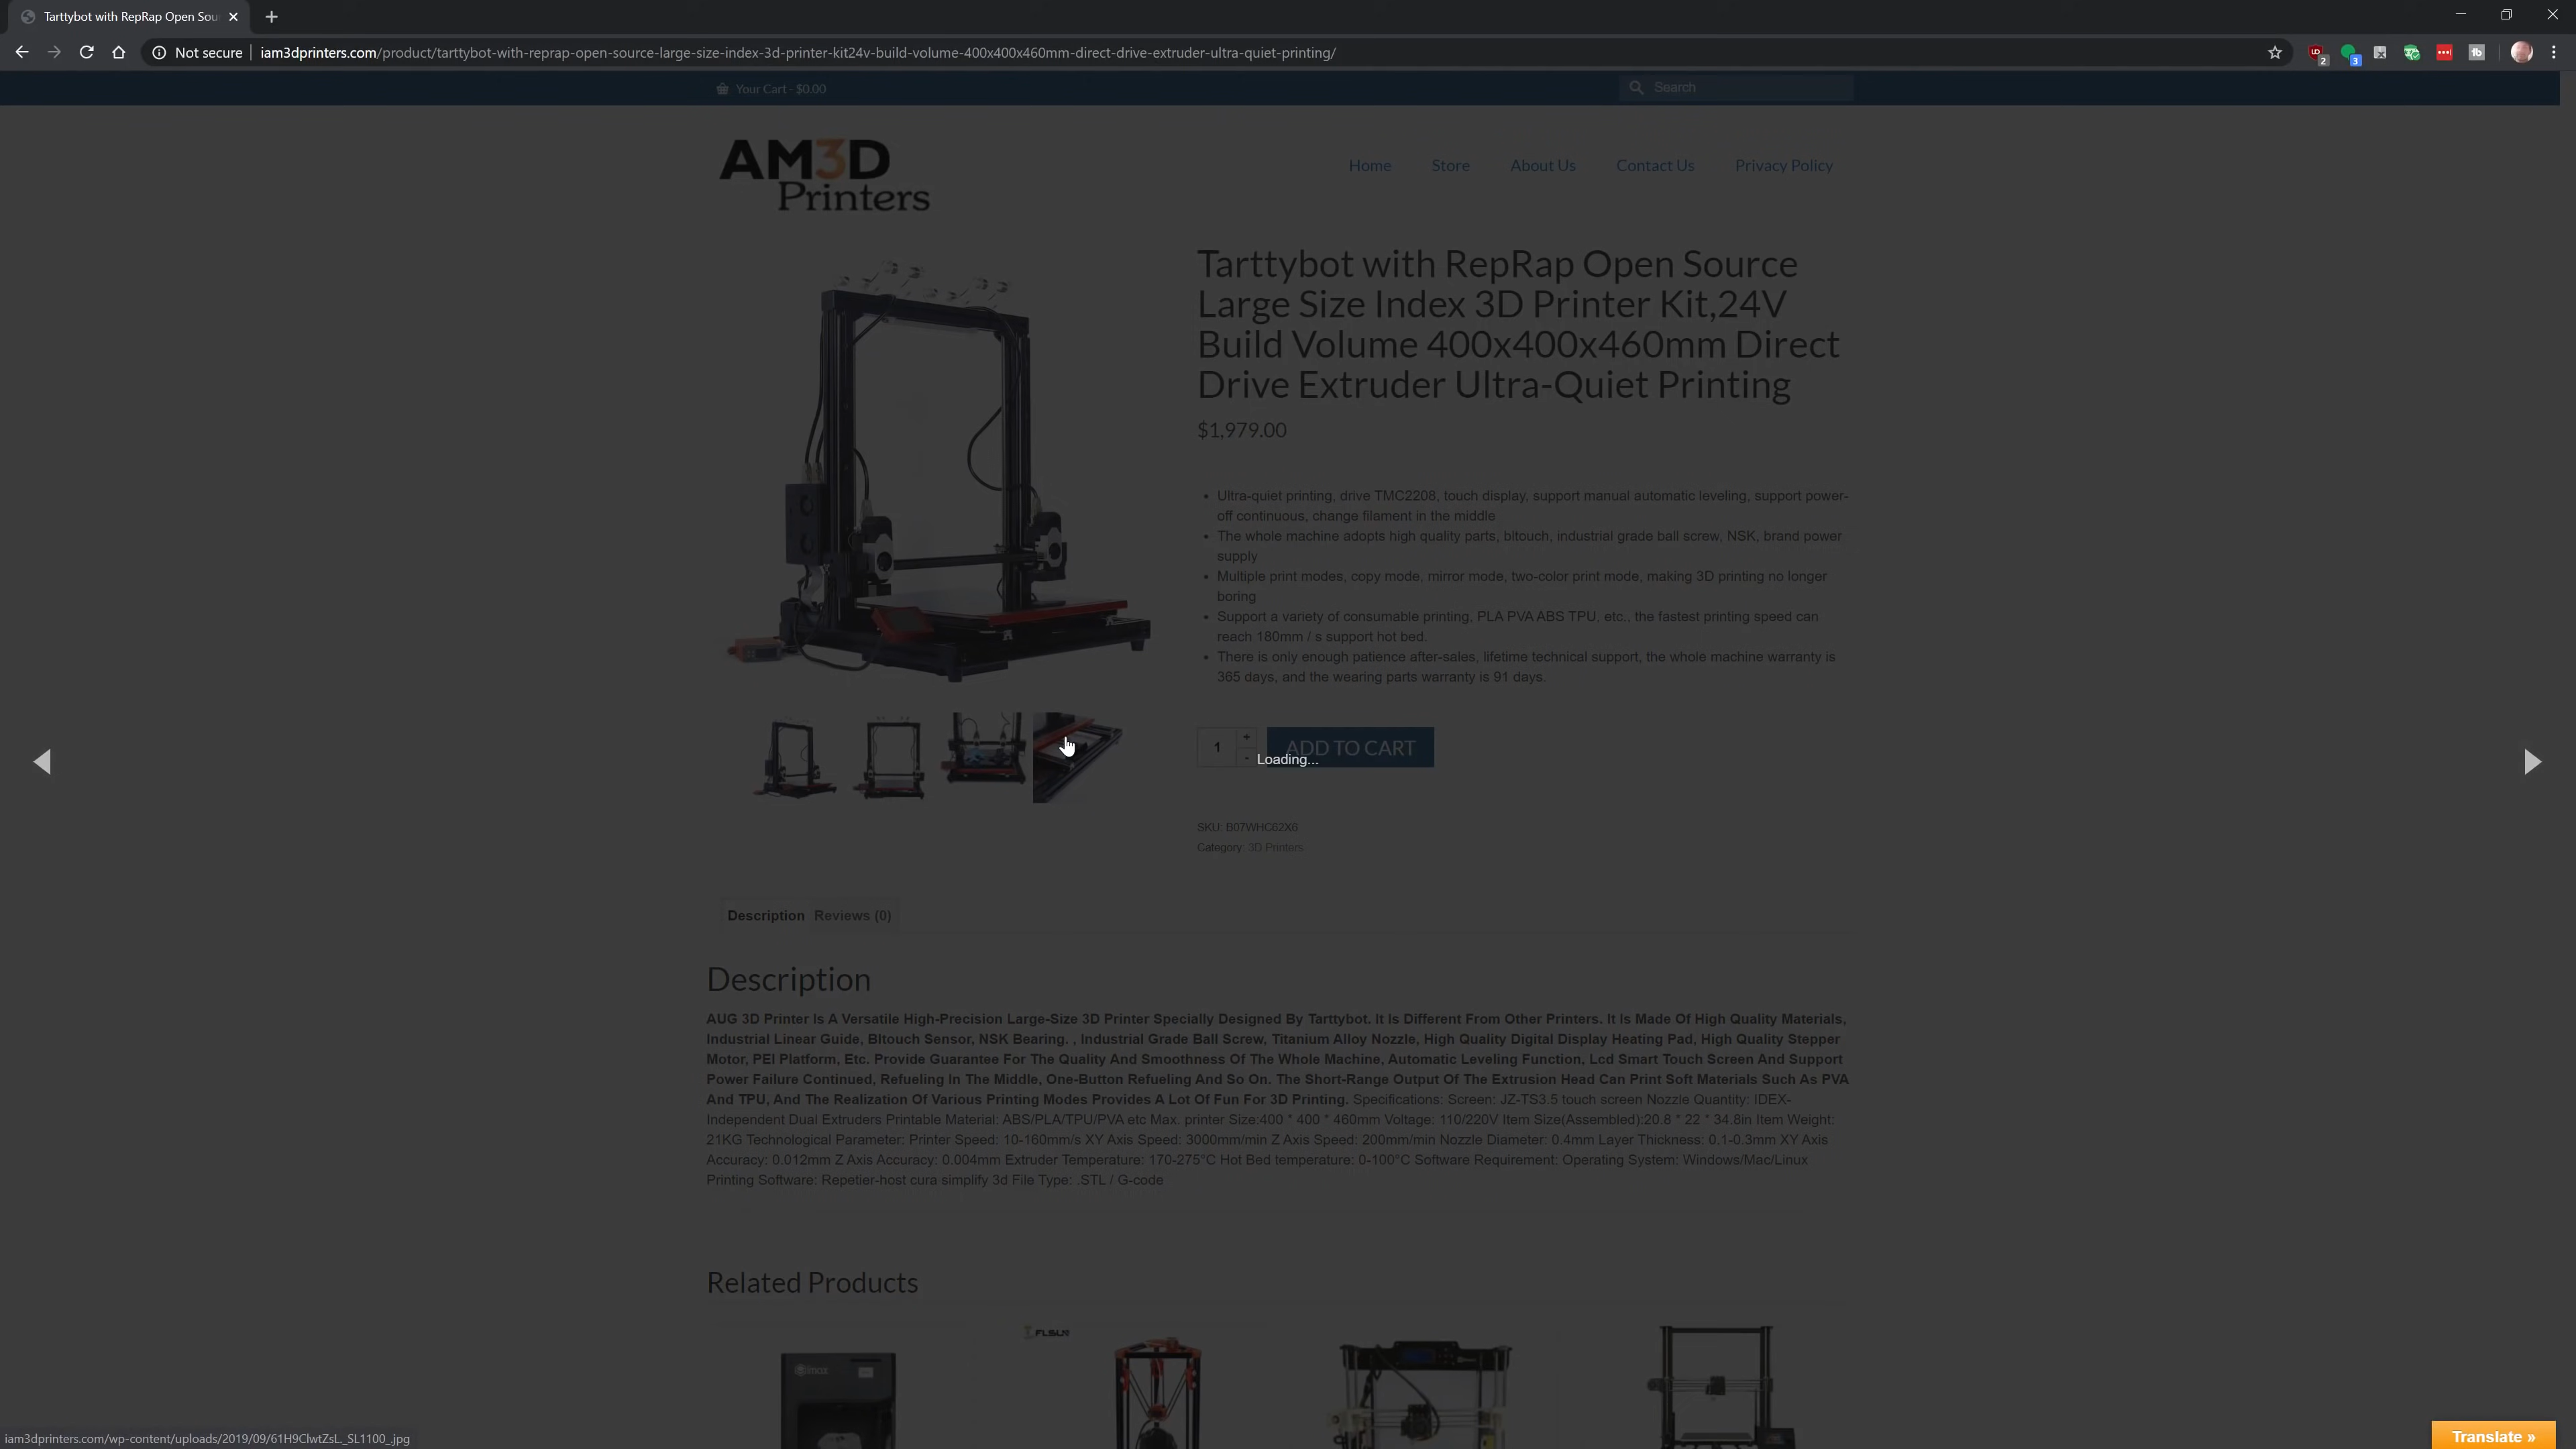 Tarttybot with RepRap Open Sou
Not secure
iam3dprinters.com/product/tarttybot-with-reprap-open-source-large-size-index-3d-printer-kit24v-build-volume-400x400x460mm-direct-drive-extruder-ultra-quiet-printing/
2
3
Your Cart - $0.00
Search
AM3D
Printers
Home
Store
About Us
Contact Us
Privacy Policy
Tarttybot with RepRap Open Source
Large Size Index 3D Printer Kit,24V
Build Volume 400x400x460mm Direct
Drive Extruder Ultra-Quiet Printing
$1,979.00
Ultra-quiet printing, drive TMC2208, touch display, support manual automatic leveling, support power-
off continuous, change filament in the middle
The whole machine adopts high quality parts, bltouch, industrial grade ball screw, NSK, brand power
supply
Multiple print modes, copy mode, mirror mode, two-color print mode, making 3D printing no longer
boring
Support a variety of consumable printing, PLA PVA ABS TPU, etc., the fastest printing speed can
reach 180mm / s support hot bed.
There is only enough patience after-sales, lifetime technical support, the whole machine warranty is
365 days, and the wearing parts warranty is 91 days.
1
+
-
ADD TO CART
Loading...
SKU: B07WHC62X6
Category: 3D Printers
Description
Reviews (0)
Description
AUG 3D Printer Is A Versatile High-Precision Large-Size 3D Printer Specially Designed By Tarttybot. It Is Different From Other Printers. It Is Made Of High Quality Materials,
Industrial Linear Guide, Bltouch Sensor, NSK Bearing. , Industrial Grade Ball Screw, Titanium Alloy Nozzle, High Quality Digital Display Heating Pad, High Quality Stepper
Motor, PEI Platform, Etc. Provide Guarantee For The Quality And Smoothness Of The Whole Machine, Automatic Leveling Function, Lcd Smart Touch Screen And Support
Power Failure Continued, Refueling In The Middle, One-Button Refueling And So On. The Short-Range Output Of The Extrusion Head Can Print Soft Materials Such As PVA
And TPU, And The Realization Of Various Printing Modes Provides A Lot Of Fun For 3D Printing. Specifications: Screen: JZ-TS3.5 touch screen Nozzle Quantity: IDEX-
Independent Dual Extruders Printable Material: ABS/PLA/TPU/PVA etc Max. printer Size:400 * 400 * 460mm Voltage: 110/220V Item Size(Assembled):20.8 * 22 * 34.8in Item Weight:
21KG Technological Parameter: Printer Speed: 10-160mm/s XY Axis Speed: 3000mm/min Z Axis Speed: 200mm/min Nozzle Diameter: 0.4mm Layer Thickness: 0.1-0.3mm XY Axis
Accuracy: 0.012mm Z Axis Accuracy: 0.004mm Extruder Temperature: 170-275°C Hot Bed temperature: 0-100°C Software Requirement: Operating System: Windows/Mac/Linux
Printing Software: Repetier-host cura simplify 3d File Type: .STL / G-code
Related Products
FLSUN
iam3dprinters.com/wp-content/uploads/2019/09/61H9ClwtZsL._SL1100_.jpg
Translate »